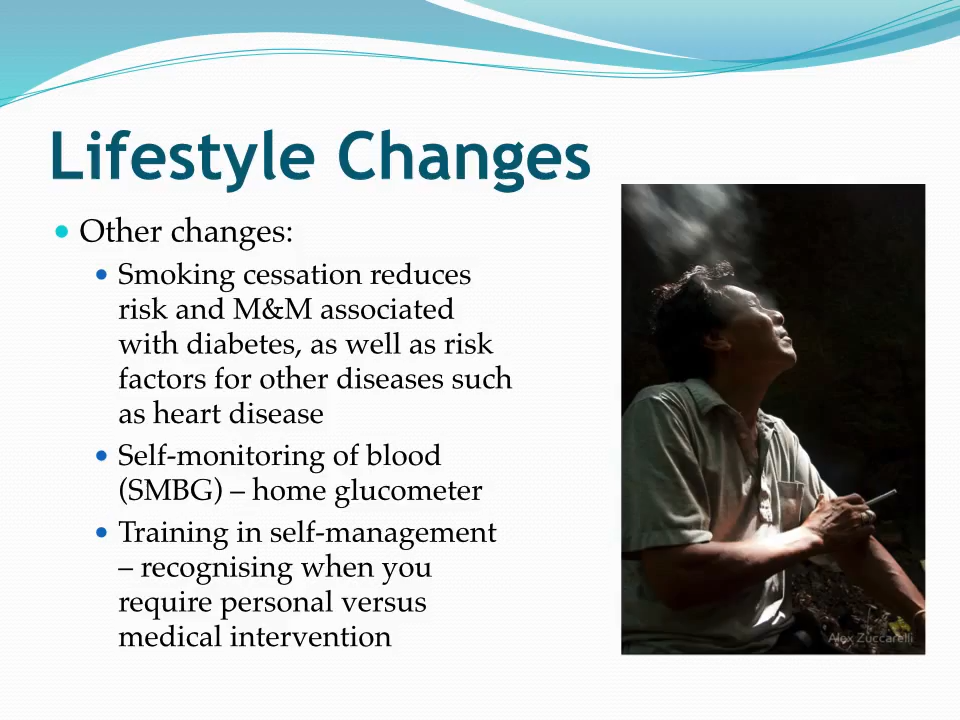 Lifestyle Changes
Other changes:
Smoking cessation reduces
risk and M&M associated
with diabetes, as well as risk
factors for other diseases such
as heart disease
Self-monitoring of blood
(SMBG) – home glucometer
Training in self-management
– recognising when you
require personal versus
medical intervention
Alex Zuccarelli